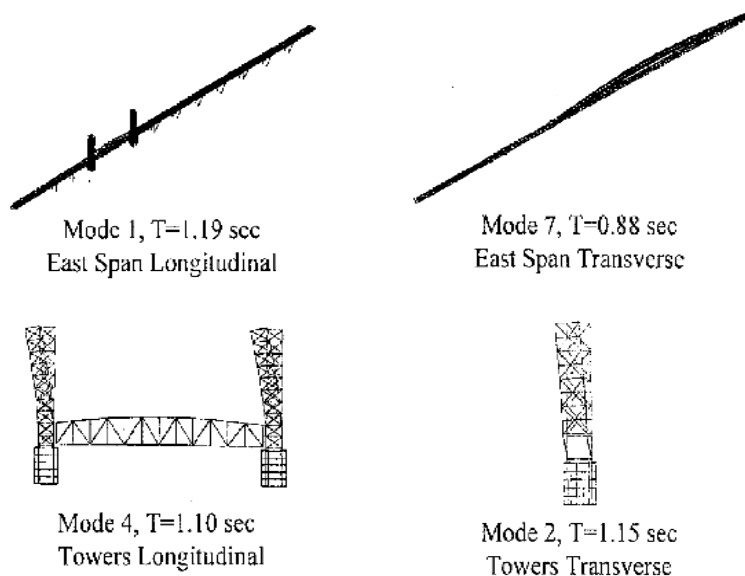 Mode 1, T=1.19 sec
East Span Longitudinal
Mode 7, T=0.88 sec
East Span Transverse
Mode 4, T=1.10 sec
Towers Longitudinal
Mode 2, T=1.15 sec
Towers Transverse